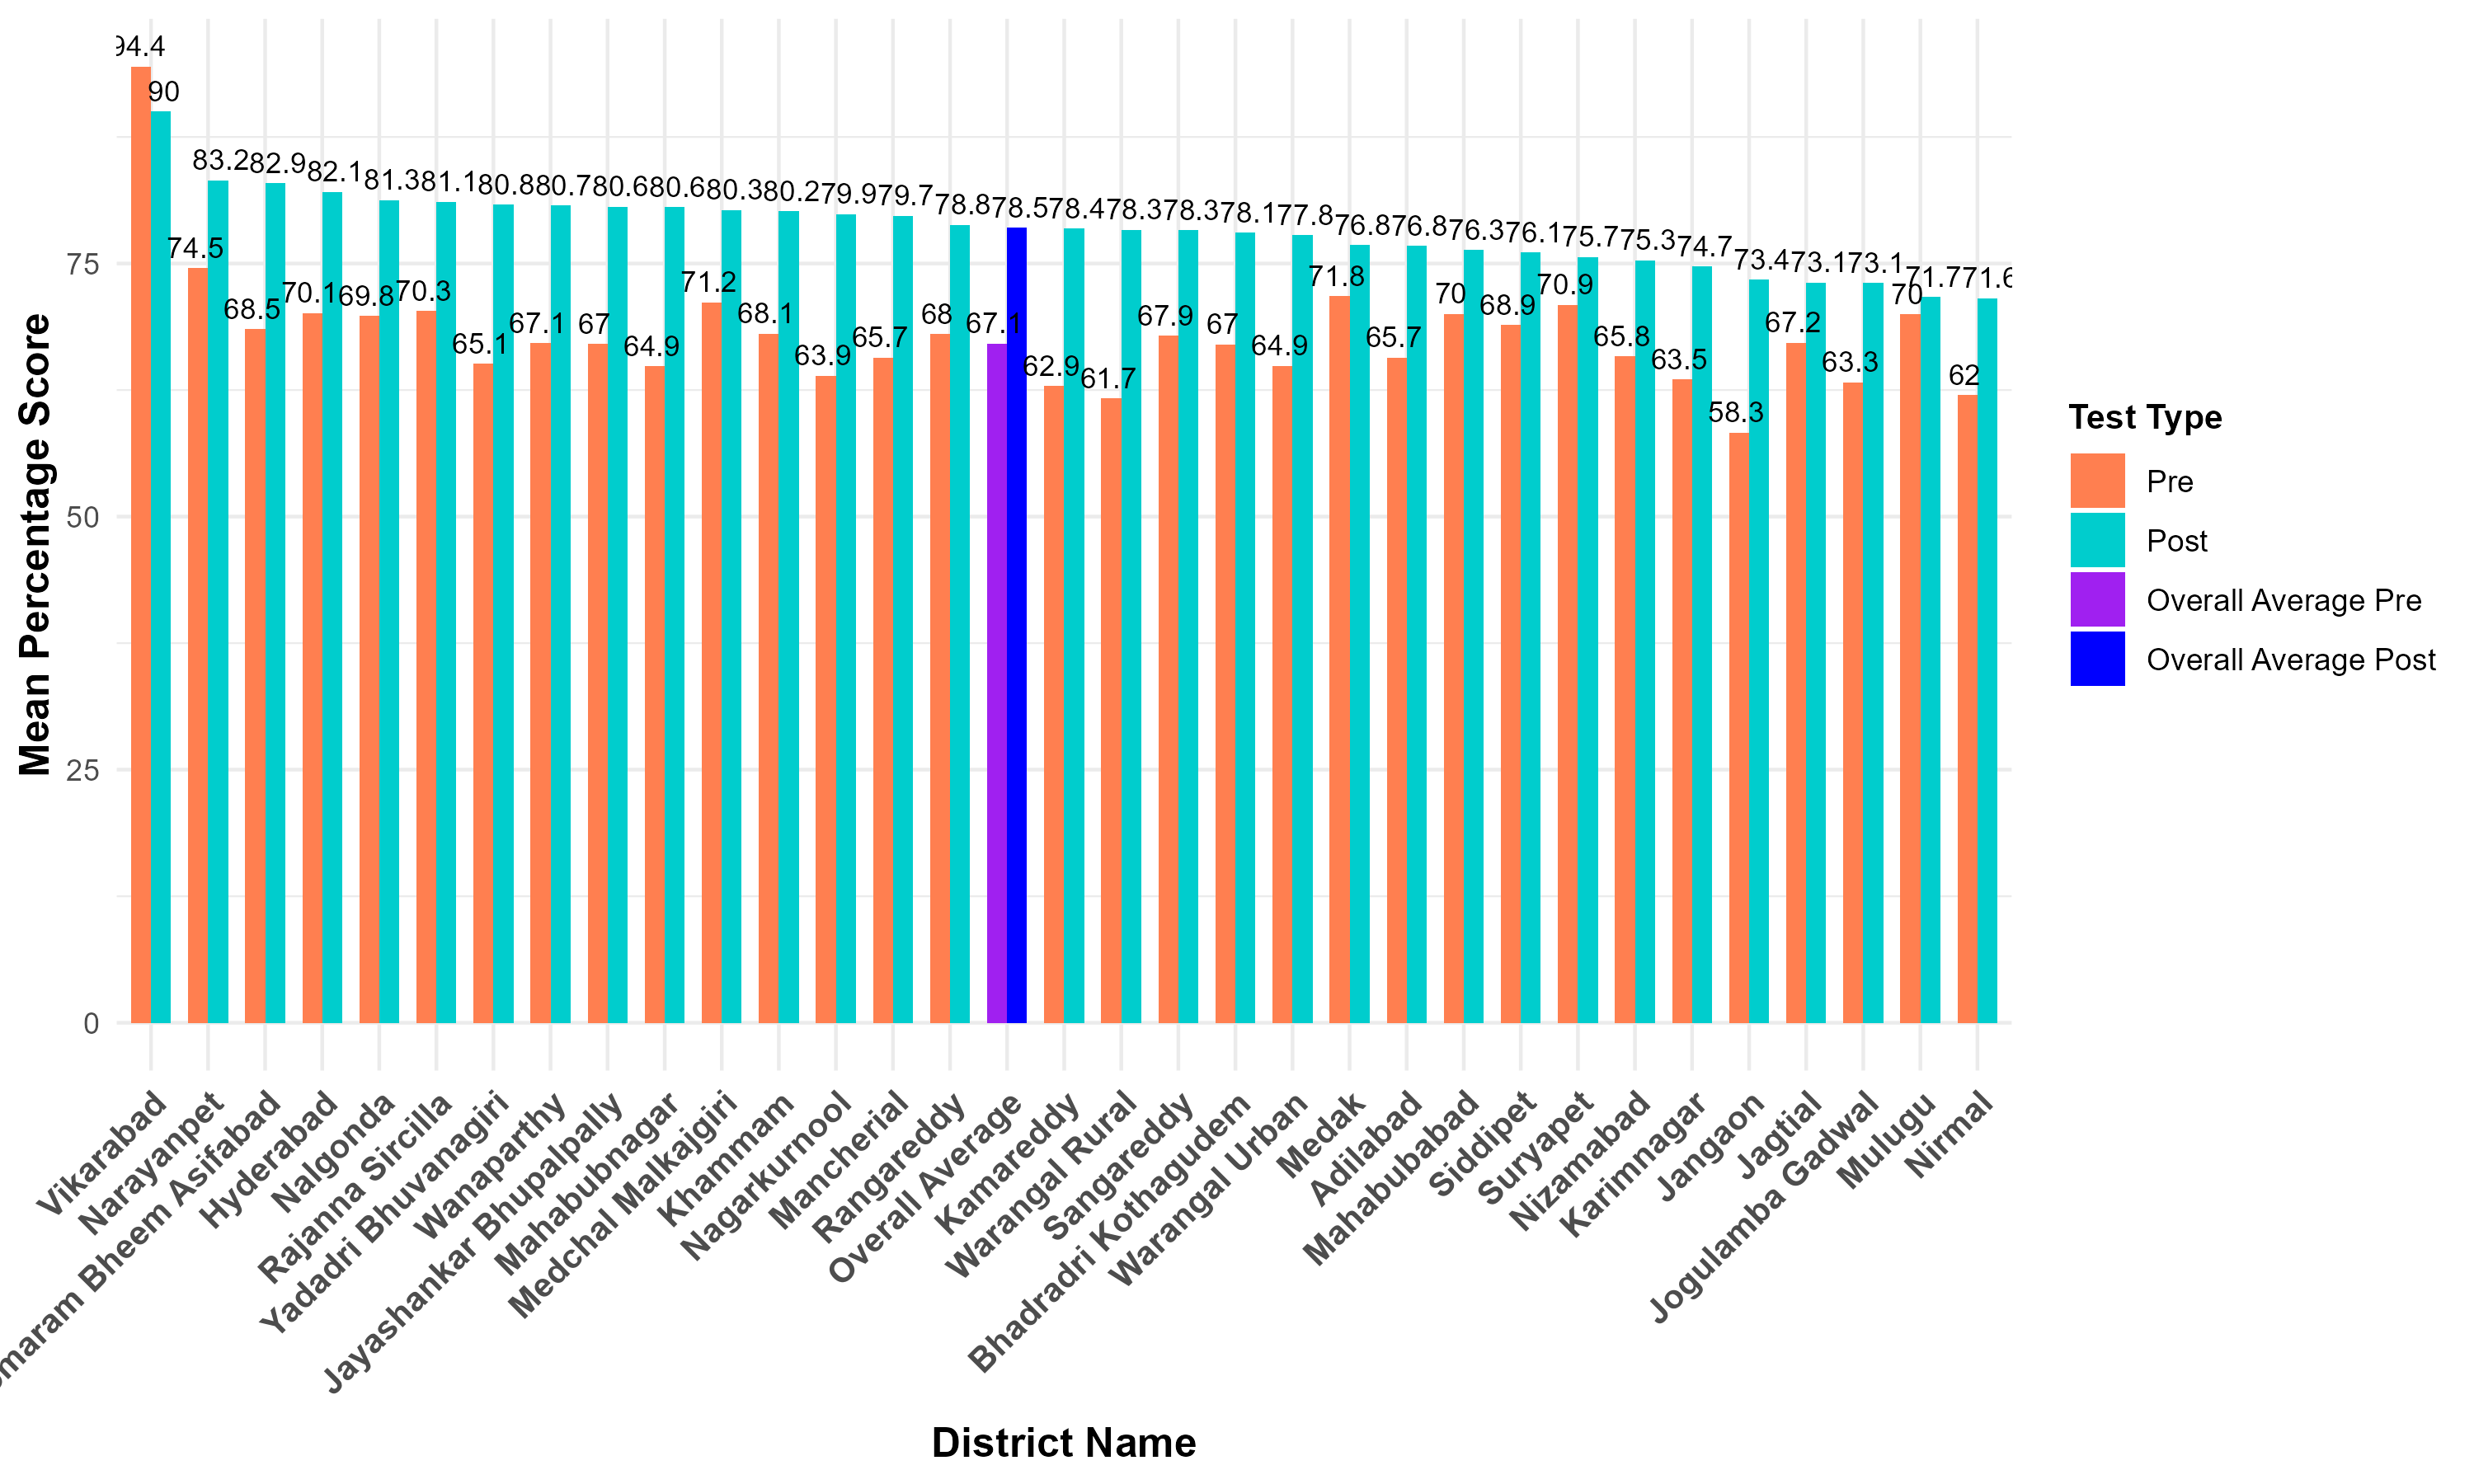 94.4
90
74.5
83.2
68.5
82.9
70.1
82.1
69.8
81.3
70.3
81.1
65.1
80.8
67.1
80.7
67
80.6
64.9
80.6
71.2
80.3
68.1
80.2
63.9
79.9
65.7
79.7
68
78.8
67.1
78.5
62.9
78.4
61.7
78.3
67.9
78.3
67
78.1
64.9
77.8
71.8
76.8
65.7
76.8
70
76.3
68.9
76.1
70.9
75.7
65.8
75.3
63.5
74.7
58.3
73.4
67.2
73.1
63.3
73.1
70
71.7
62
71.6
75
50
25
0
Mean Percentage Score
Vikarabad
Narayanpet
maram Bheem Asifabad
Hyderabad
Nalgonda
Rajanna Sircilla
Yadadri Bhuvanagiri
Wanaparthy
Jayashankar Bhupalpally
Mahabubnagar
Medchal Malkajgiri
Khammam
Nagarkurnool
Mancherial
Rangareddy
Overall Average
Kamareddy
Warangal Rural
Sangareddy
Bhadradri Kothagudem
Warangal Urban
Medak
Adilabad
Mahabubabad
Siddipet
Suryapet
Nizamabad
Karimnagar
Jangaon
Jagtial
Jogulamba Gadwal
Mulugu
Nirmal
District Name
Test Type
Pre
Post
Overall Average Pre
Overall Average Post